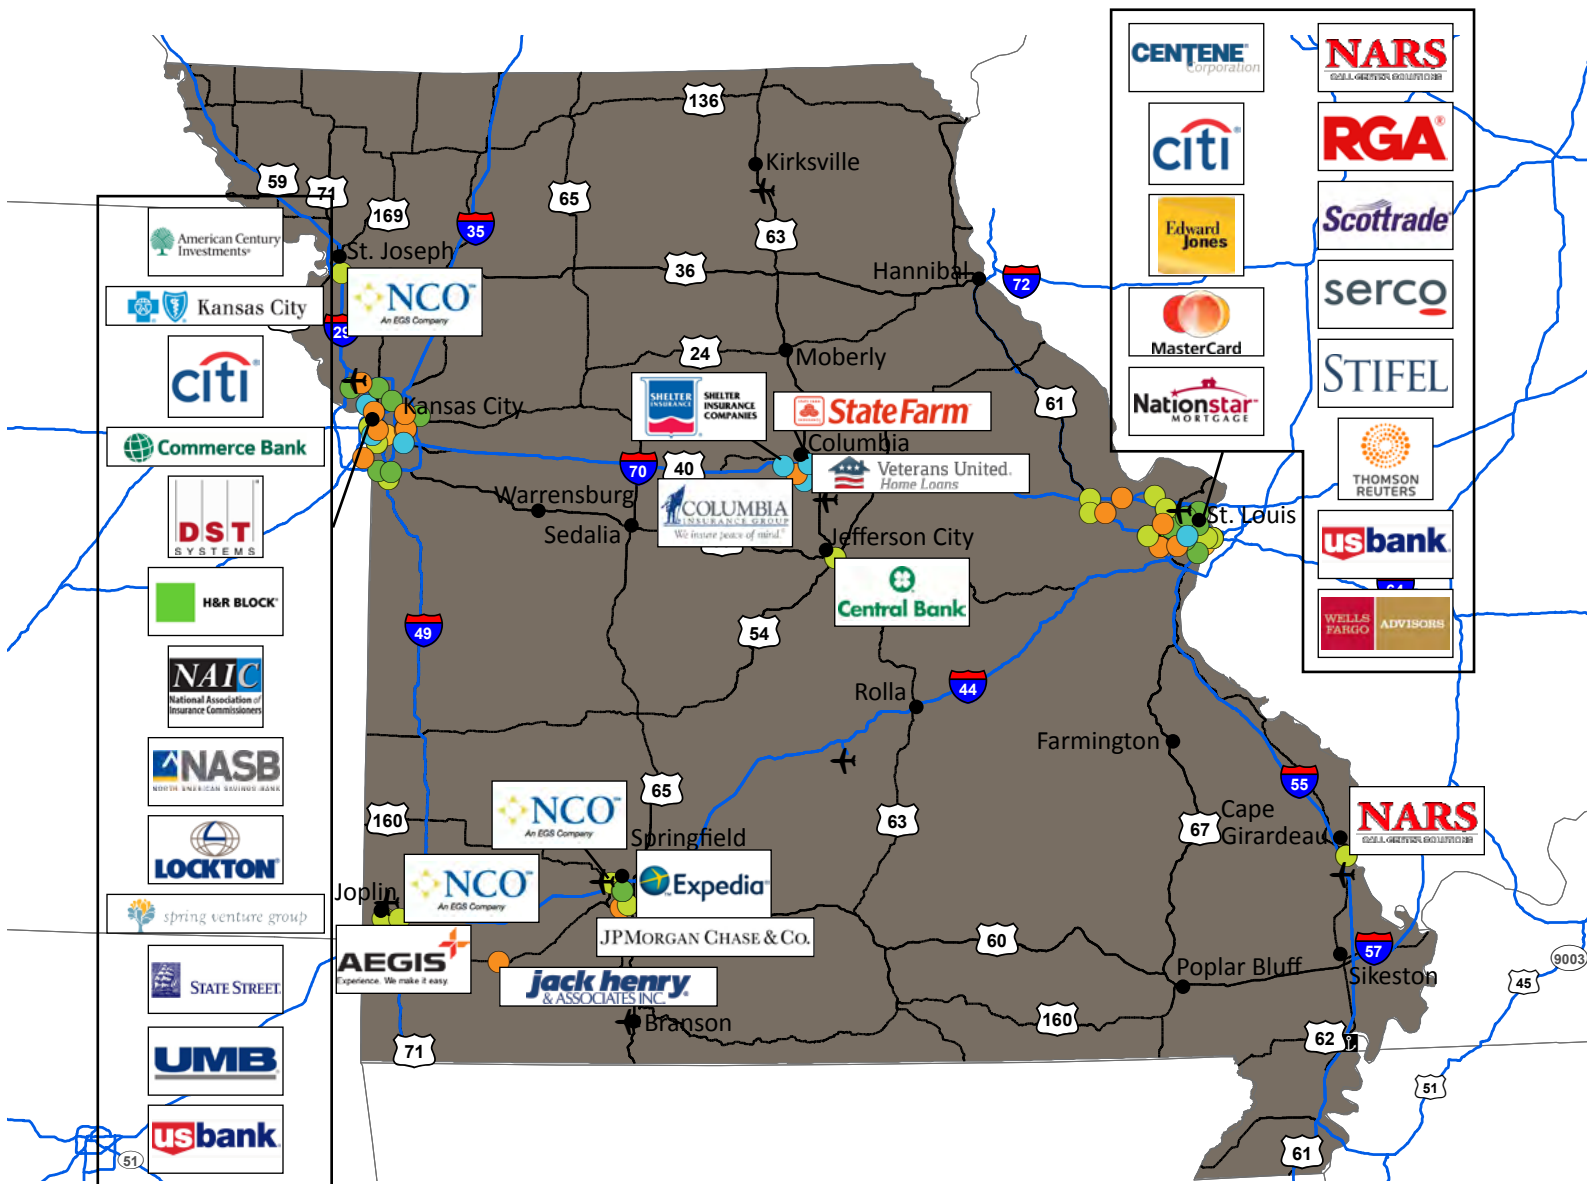 CENTENE®
Corporation
NARS
CALL CENTER SOLUTIONS
citi®
RGA®
Edward
Jones
Scottrade®
MasterCard
serco
Nationstar™
MORTGAGE
STIFEL
THOMSON
REUTERS
usbank
WELLS
FARGO
ADVISORS
American Century
Investments®
Kansas City
citi®
Commerce Bank
DST
SYSTEMS
H&R BLOCK®
NAIC
National Association of
Insurance Commissioners
NASB
NORTH AMERICAN SAVINGS BANK
LOCKTON®
spring venture group
STATE STREET.
UMB
usbank
136
59
71
169
35
65
63
36
72
29
24
61
70
40
49
54
44
65
160
63
67
55
60
57
160
71
62
61
45
51
9003
51
Kirksville
St. Joseph
NCO™
An EGS Company
Hannibal
Moberly
Kansas City
SHELTER
INSURANCE
SHELTER
INSURANCE
COMPANIES
State Farm™
Columbia
Veterans United.
Home Loans
COLUMBIA
INSURANCE GROUP
We insure peace of mind.®
Warrensburg
Sedalia
St. Louis
Jefferson City
Central Bank
Rolla
Farmington
Cape
Girardeau
NARS
CALL CENTER SOLUTIONS
NCO™
An EGS Company
Springfield
Expedia®
JPMORGAN CHASE & CO.
Joplin
NCO™
An EGS Company
AEGIS
Experience. We make it easy.
jack henry®
& ASSOCIATES INC.
Branson
Poplar Bluff
Sikeston